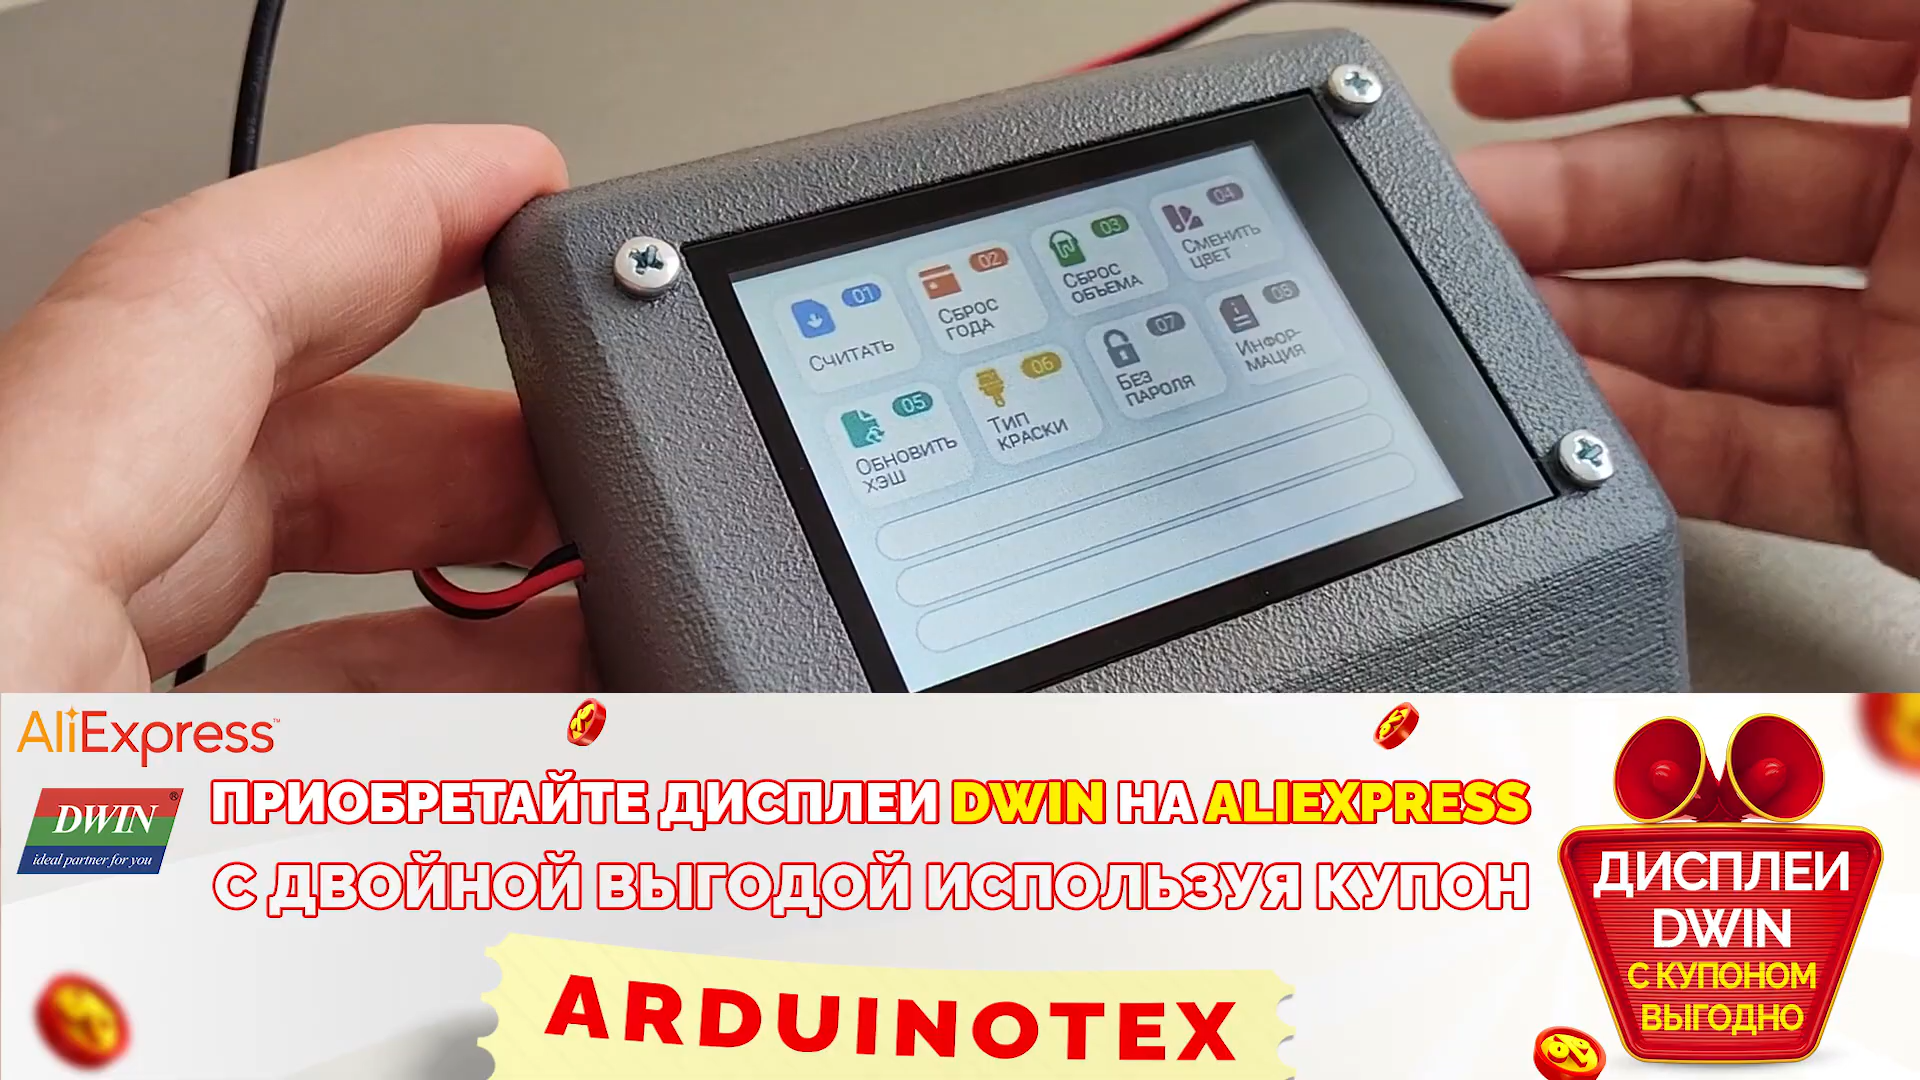 01
СЧИТАТЬ
02
СБРОС
ГОДА
03
СБРОС
ОБЪЕМА
04
СМЕНИТЬ
ЦВЕТ
05
ОБНОВИТЬ
ХЭШ
06
ТИП
КРАСКИ
07
БЕЗ
ПАРОЛЯ
08
ИНФОР-
МАЦИЯ
AliExpress™
DWIN®
ideal partner for you
ПРИОБРЕТАЙТЕ ДИСПЛЕИ DWIN НА ALIEXPRESS
С ДВОЙНОЙ ВЫГОДОЙ ИСПОЛЬЗУЯ КУПОН
ARDUINOTEX
ДИСПЛЕИ
DWIN
С КУПОНОМ
ВЫГОДНО